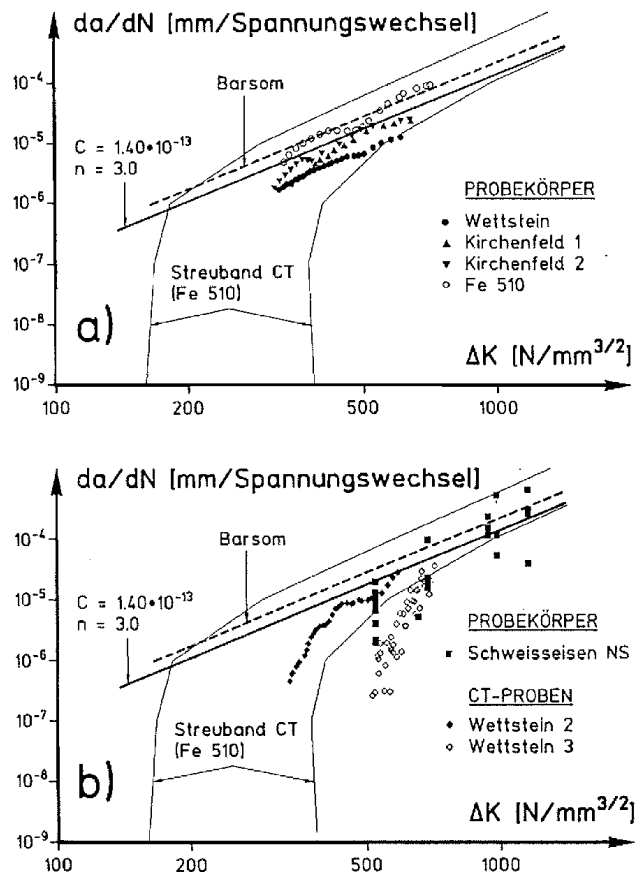 da/dN [mm/Spannungswechsel]
10⁻⁴
Barsom
C = 1.40•10⁻¹³
n = 3.0
10⁻⁵
10⁻⁶
PROBEKÖRPER
• Wettstein
▲ Kirchenfeld 1
▼ Kirchenfeld 2
○ Fe 510
10⁻⁷
Streuband CT
(Fe 510)
10⁻⁸
a)
ΔK [N/mm³ᐟ²]
10⁻⁹
100 200 500 1000
da/dN [mm/Spannungswechsel]
10⁻⁴
Barsom
C = 1.40•10⁻¹³
n = 3.0
10⁻⁵
10⁻⁶
PROBEKÖRPER
■ Schweisseisen NS
CT-PROBEN
◆ Wettstein 2
◇ Wettstein 3
10⁻⁷
Streuband CT
(Fe 510)
10⁻⁸
b)
ΔK [N/mm³ᐟ²]
10⁻⁹
100 200 500 1000